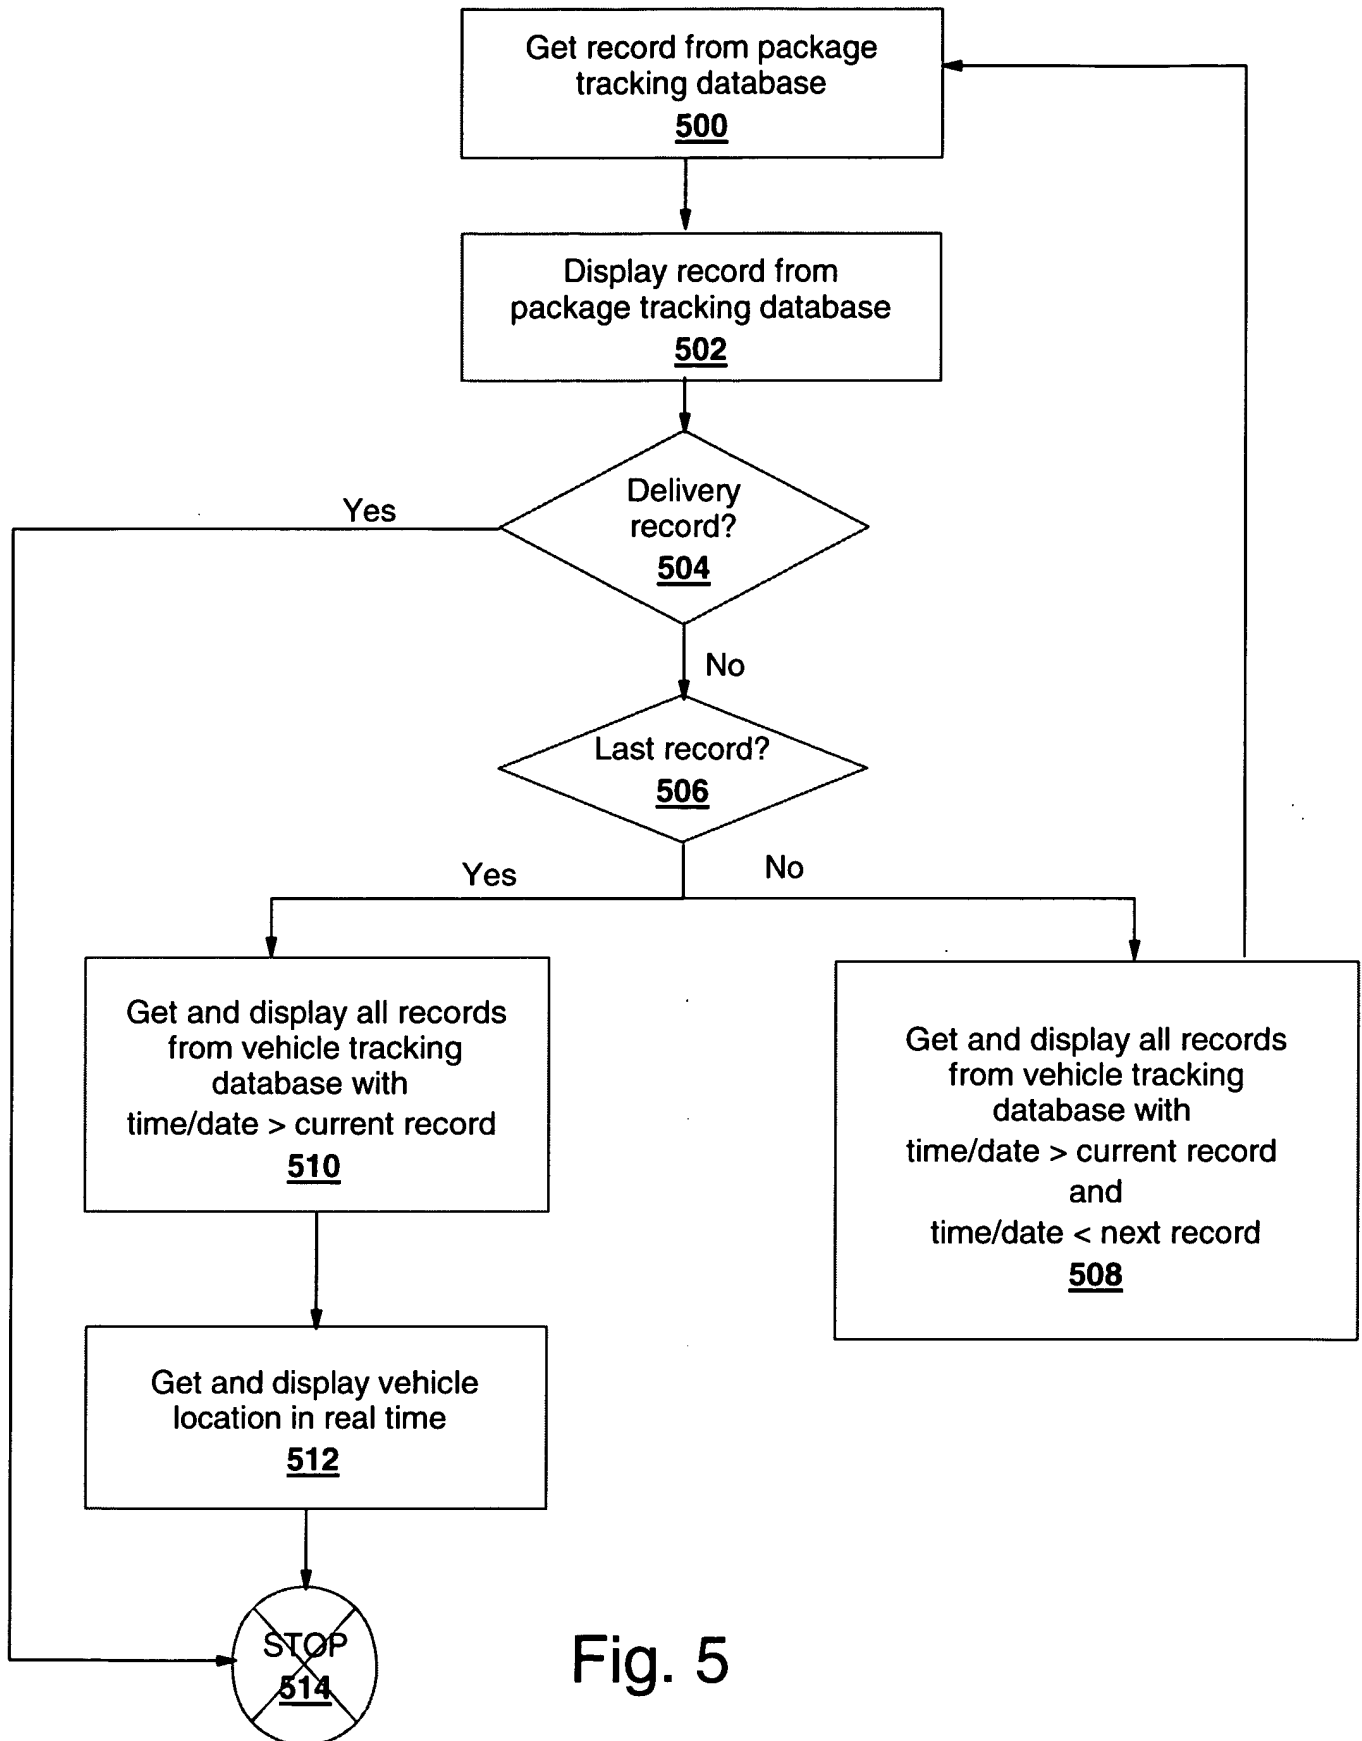 Get record from package
tracking database
500
Display record from
package tracking database
502
Delivery
record?
504
Yes
No
Last record?
506
Yes
No
Get and display all records
from vehicle tracking
database with
time/date > current record
510
Get and display all records
from vehicle tracking
database with
time/date > current record
and
time/date < next record
508
Get and display vehicle
location in real time
512
STOP
514
Fig. 5